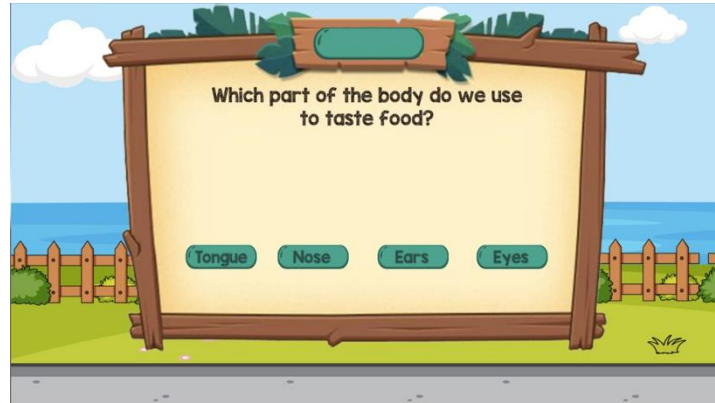 Which part of the body do we use
to taste food?
Tongue
Nose
Ears
Eyes